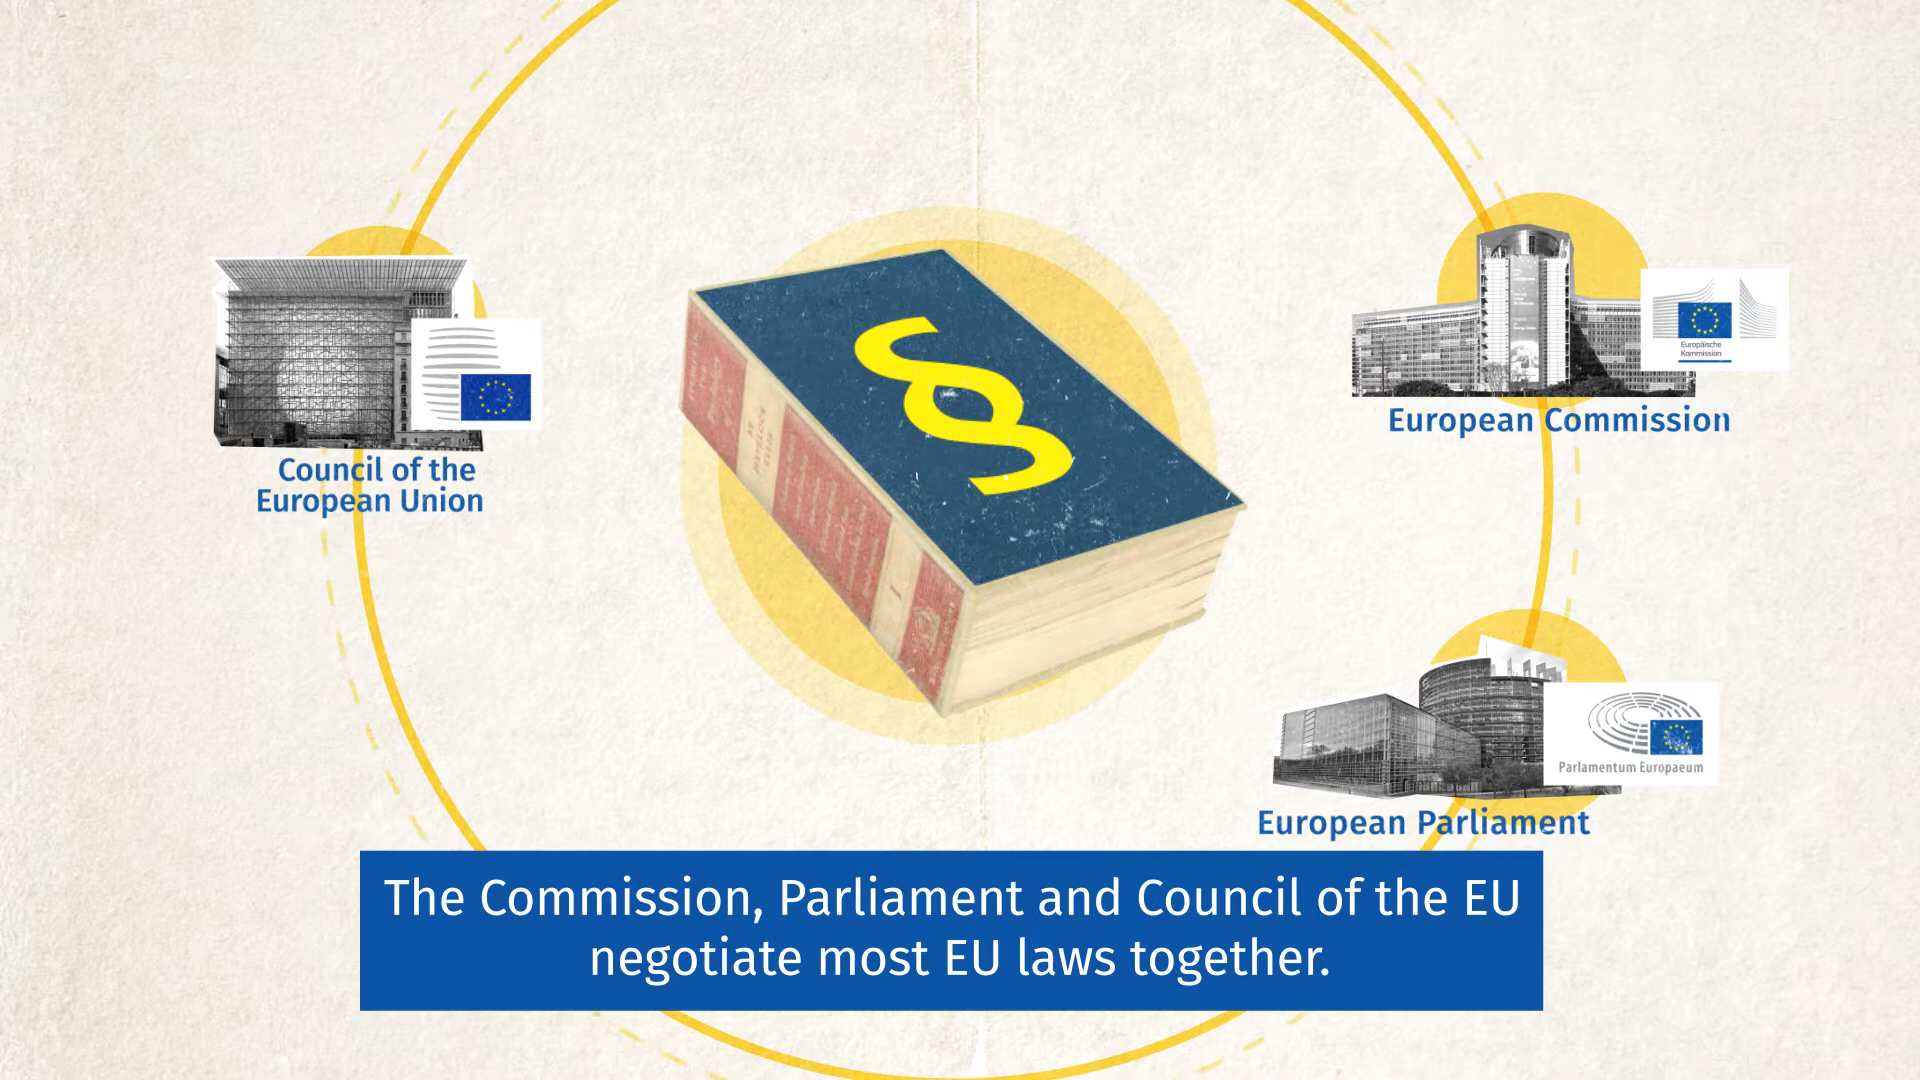 Council of the
European Union
§
Europäische
Kommission
European Commission
Parlamentum Europaeum
European Parliament
The Commission, Parliament and Council of the EU
negotiate most EU laws together.